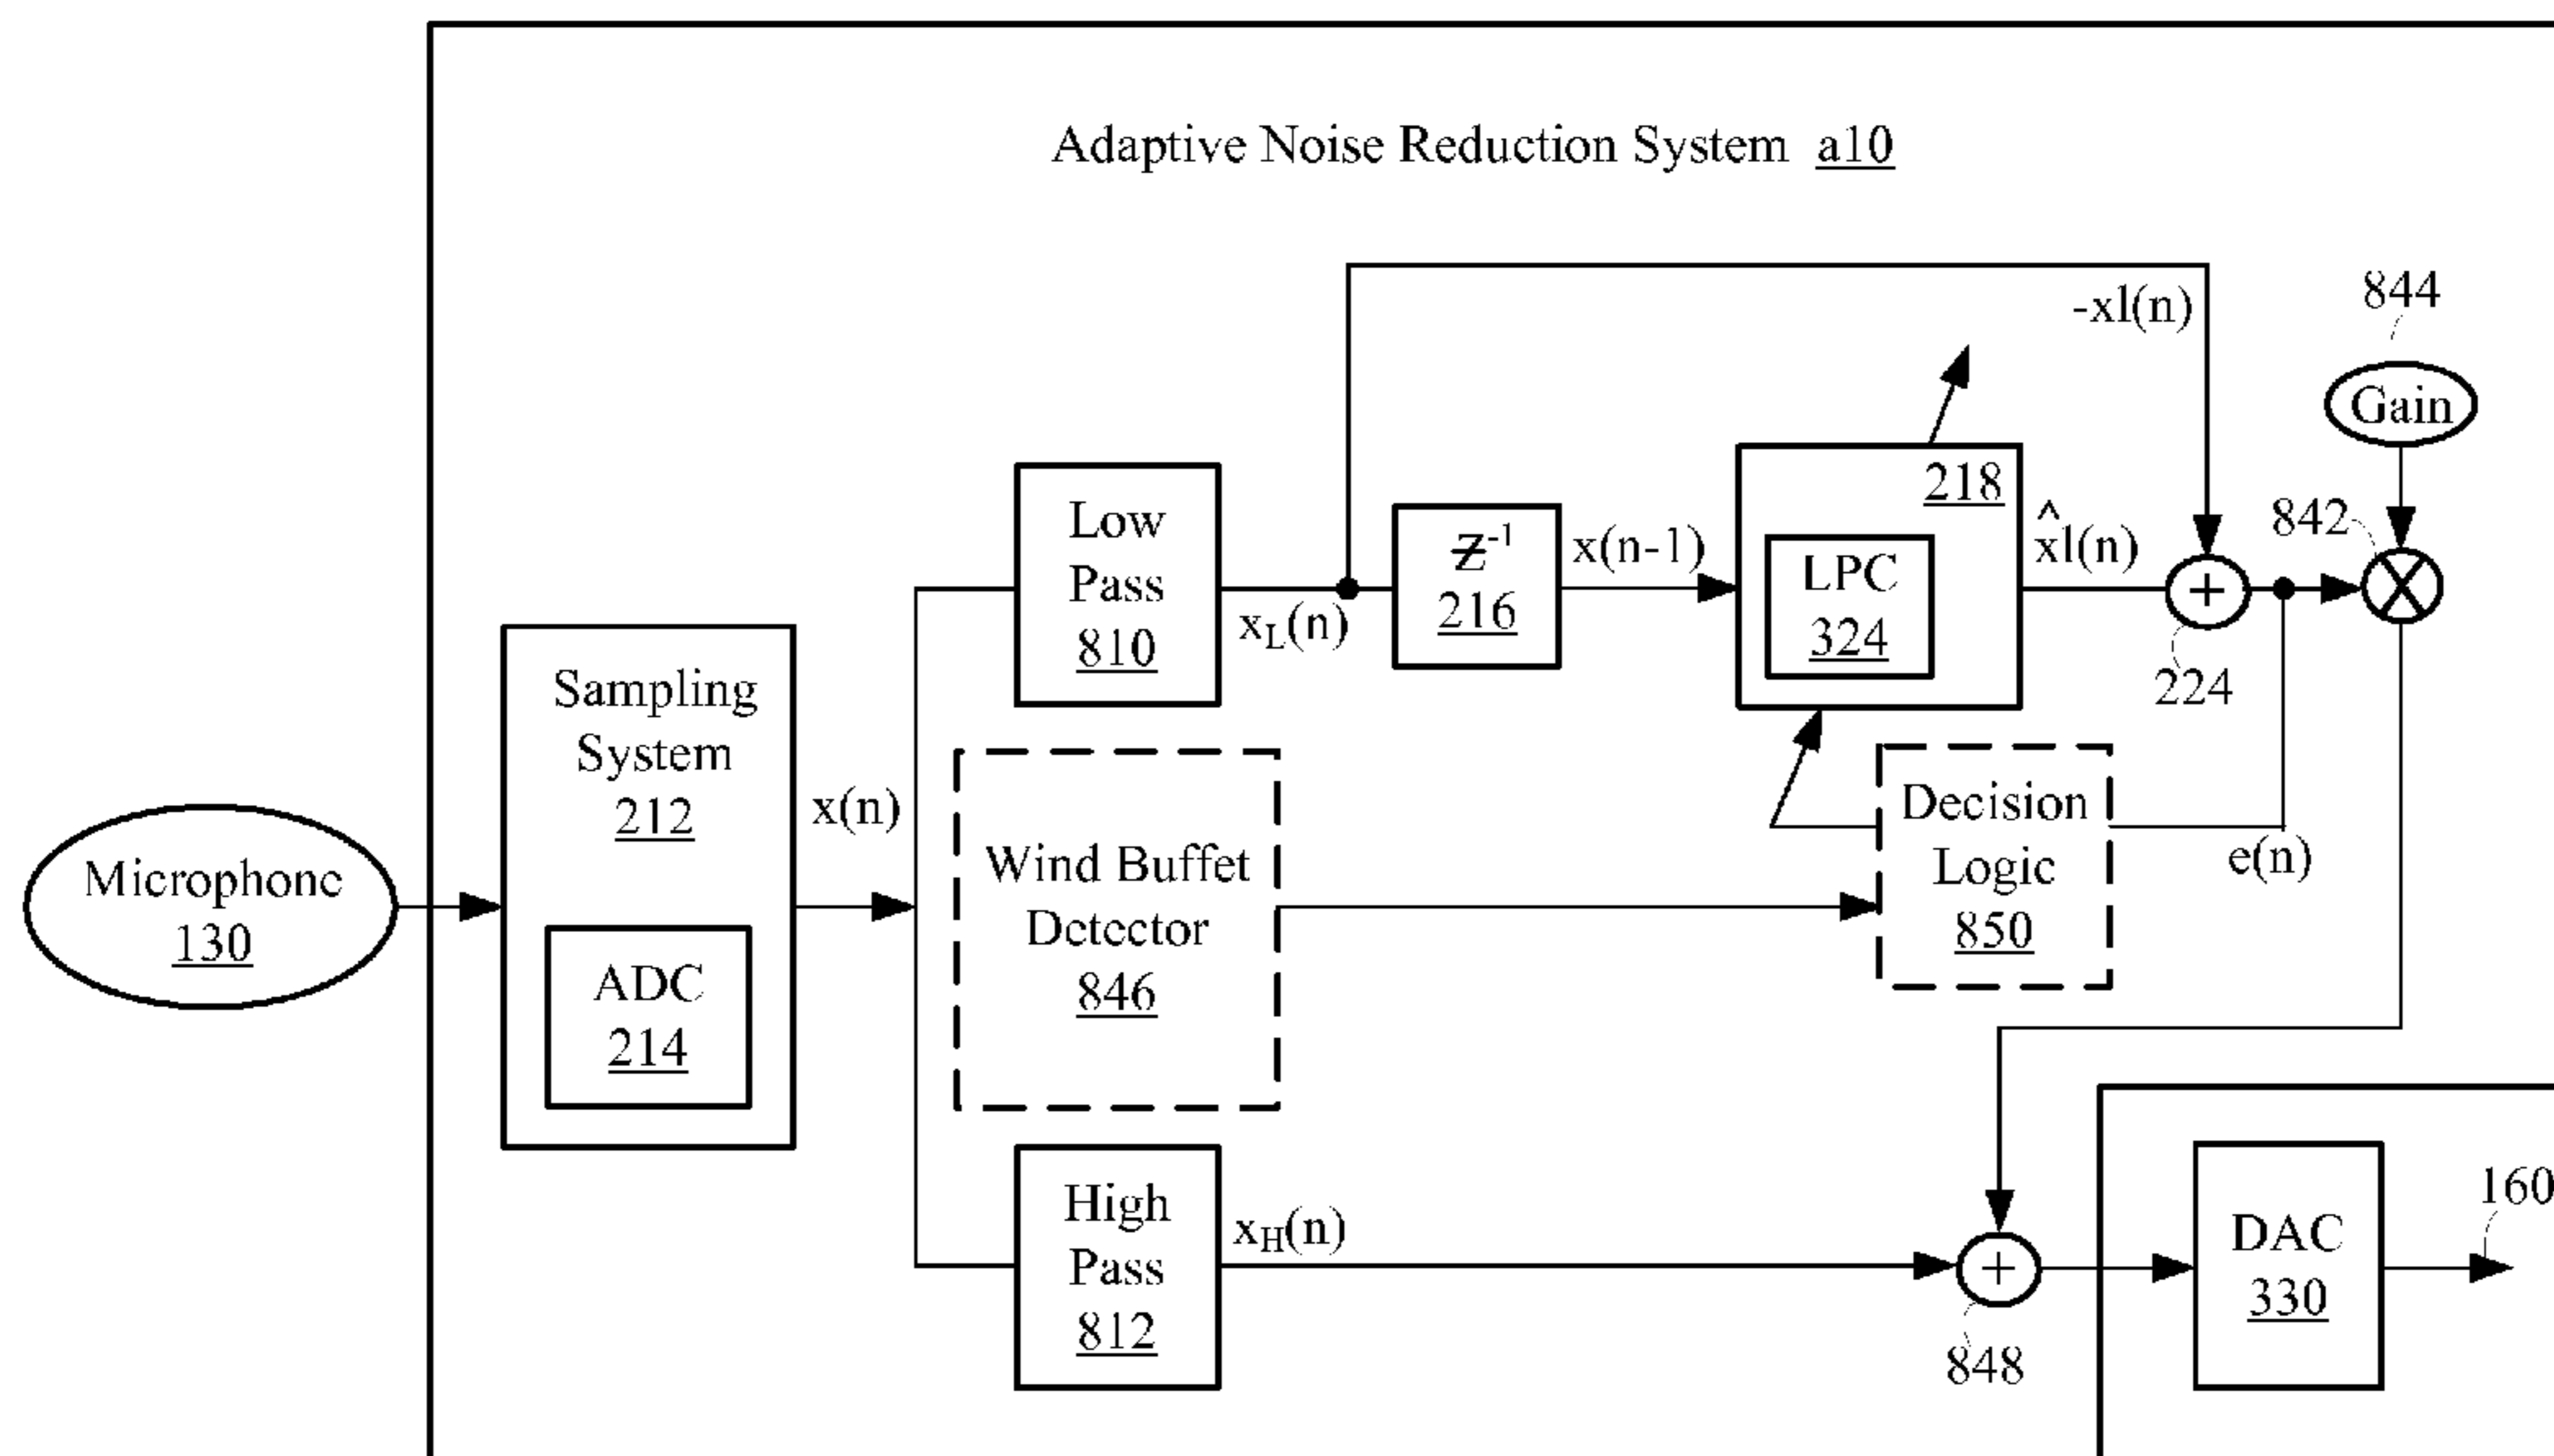 Adaptive Noise Reduction System a10
844
Gain
-xl(n)
842
218
^
xl(n)
LPC
324
x(n-1)
Z-1
216
+
224
Low
Pass
810
xL(n)
Sampling
System
212
ADC
214
x(n)
Microphone
130
Wind Buffet
Detector
846
Decision
Logic
850
e(n)
High
Pass
812
xH(n)
+
848
DAC
330
160